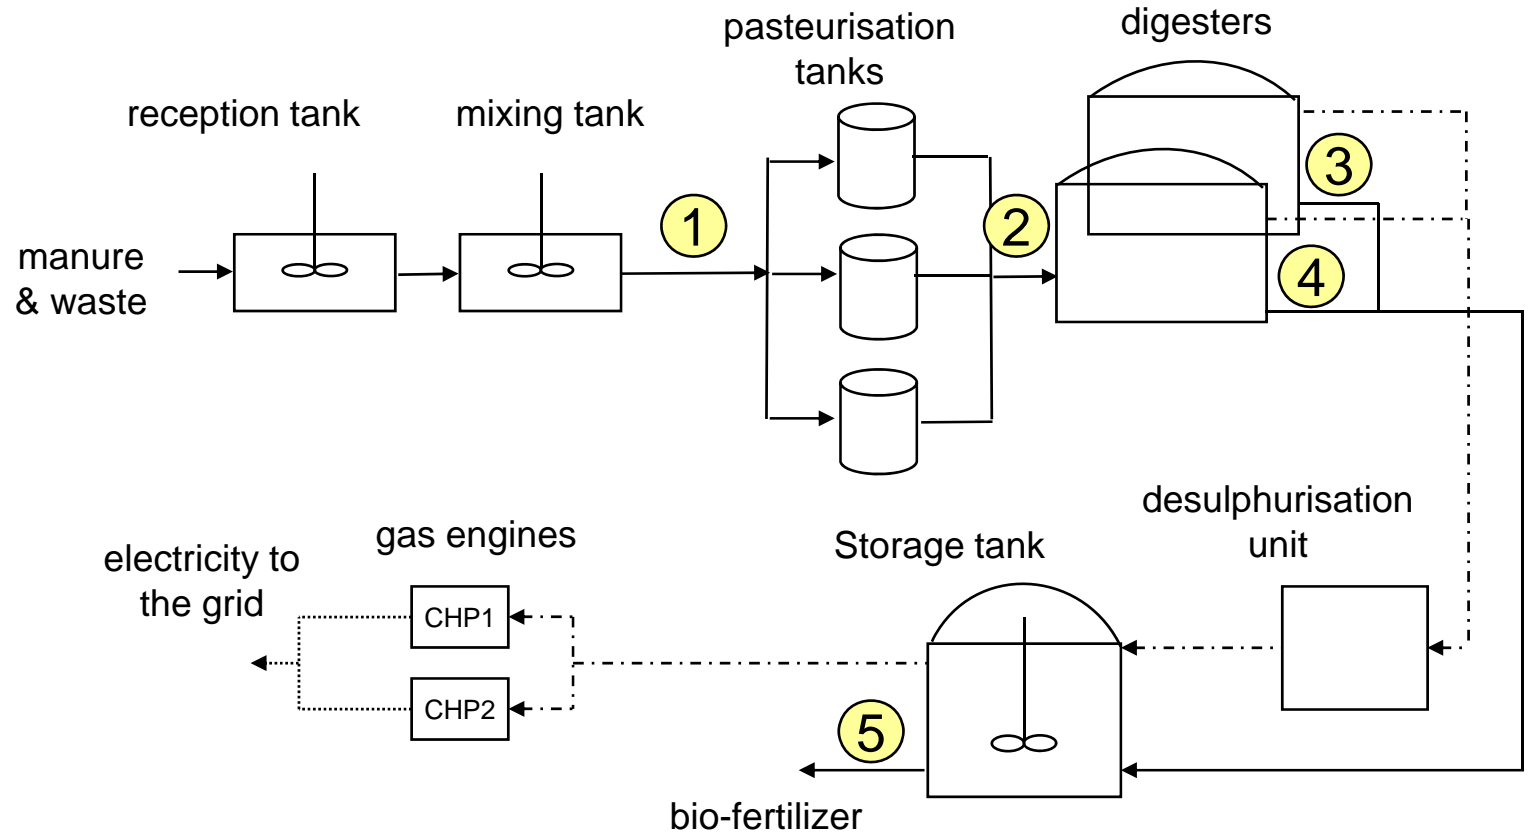 pasteurisation
tanks
digesters
reception tank
mixing tank
manure
& waste
1
2
3
4
desulphurisation
unit
Storage tank
gas engines
electricity to
the grid
CHP1
CHP2
5
bio-fertilizer